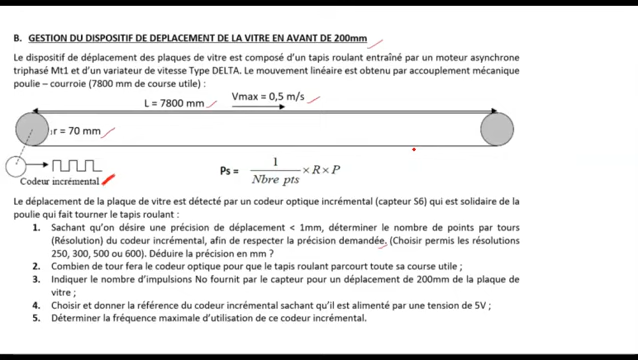 B. GESTION DU DISPOSITIF DE DEPLACEMENT DE LA VITRE EN AVANT DE 200mm
Le dispositif de déplacement des plaques de vitre est composé d'un tapis roulant entraîné par un moteur asynchrone
triphasé Mt1 et d'un variateur de vitesse Type DELTA. Le mouvement linéaire est obtenu par accouplement mécanique
poulie – courroie (7800 mm de course utile) :
L = 7800 mm
Vmax = 0,5 m/s
r = 70 mm
Codeur incrémental
Ps = 1 / Nbre pts × R × P
Le déplacement de la plaque de vitre est détecté par un codeur optique incrémental (capteur S6) qui est solidaire de la
poulie qui fait tourner le tapis roulant :
1. Sachant qu'on désire une précision de déplacement < 1mm, déterminer le nombre de points par tours
(Résolution) du codeur incrémental, afin de respecter la précision demandée. (Choisir permis les résolutions
250, 300, 500 ou 600). Déduire la précision en mm ?
2. Combien de tour fera le codeur optique pour que le tapis roulant parcourt toute sa course utile ;
3. Indiquer le nombre d'impulsions No fournit par le capteur pour un déplacement de 200mm de la plaque de
vitre ;
4. Choisir et donner la référence du codeur incrémental sachant qu'il est alimenté par une tension de 5V ;
5. Déterminer la fréquence maximale d'utilisation de ce codeur incrémental.